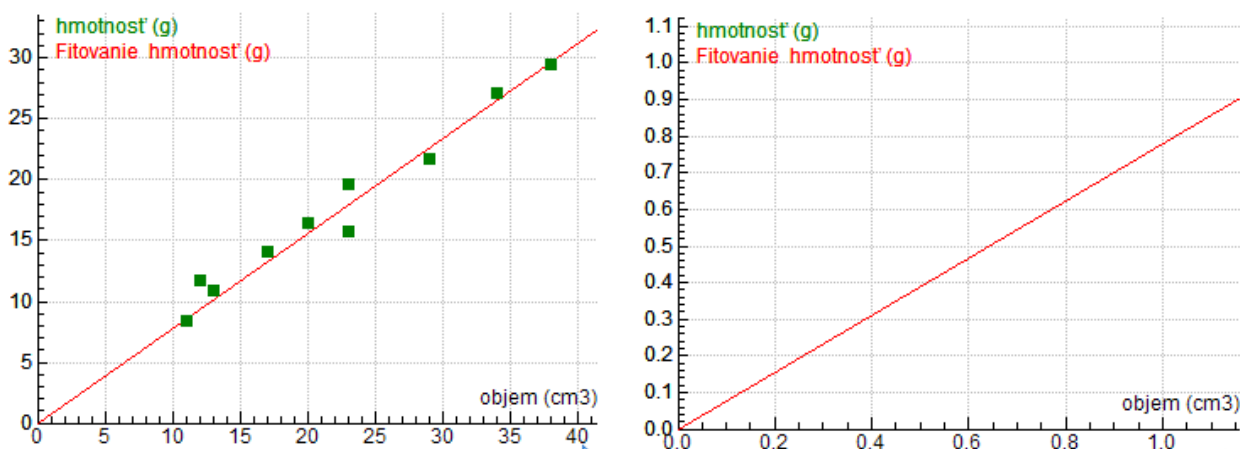 hmotnosť (g)
Fitovanie hmotnosť (g)
30
25
20
15
10
5
0
objem (cm3)
0 5 10 15 20 25 30 35 40
hmotnosť (g)
Fitovanie hmotnosť (g)
1.1
1.0
0.9
0.8
0.7
0.6
0.5
0.4
0.3
0.2
0.1
0.0
objem (cm3)
0.0 0.2 0.4 0.6 0.8 1.0